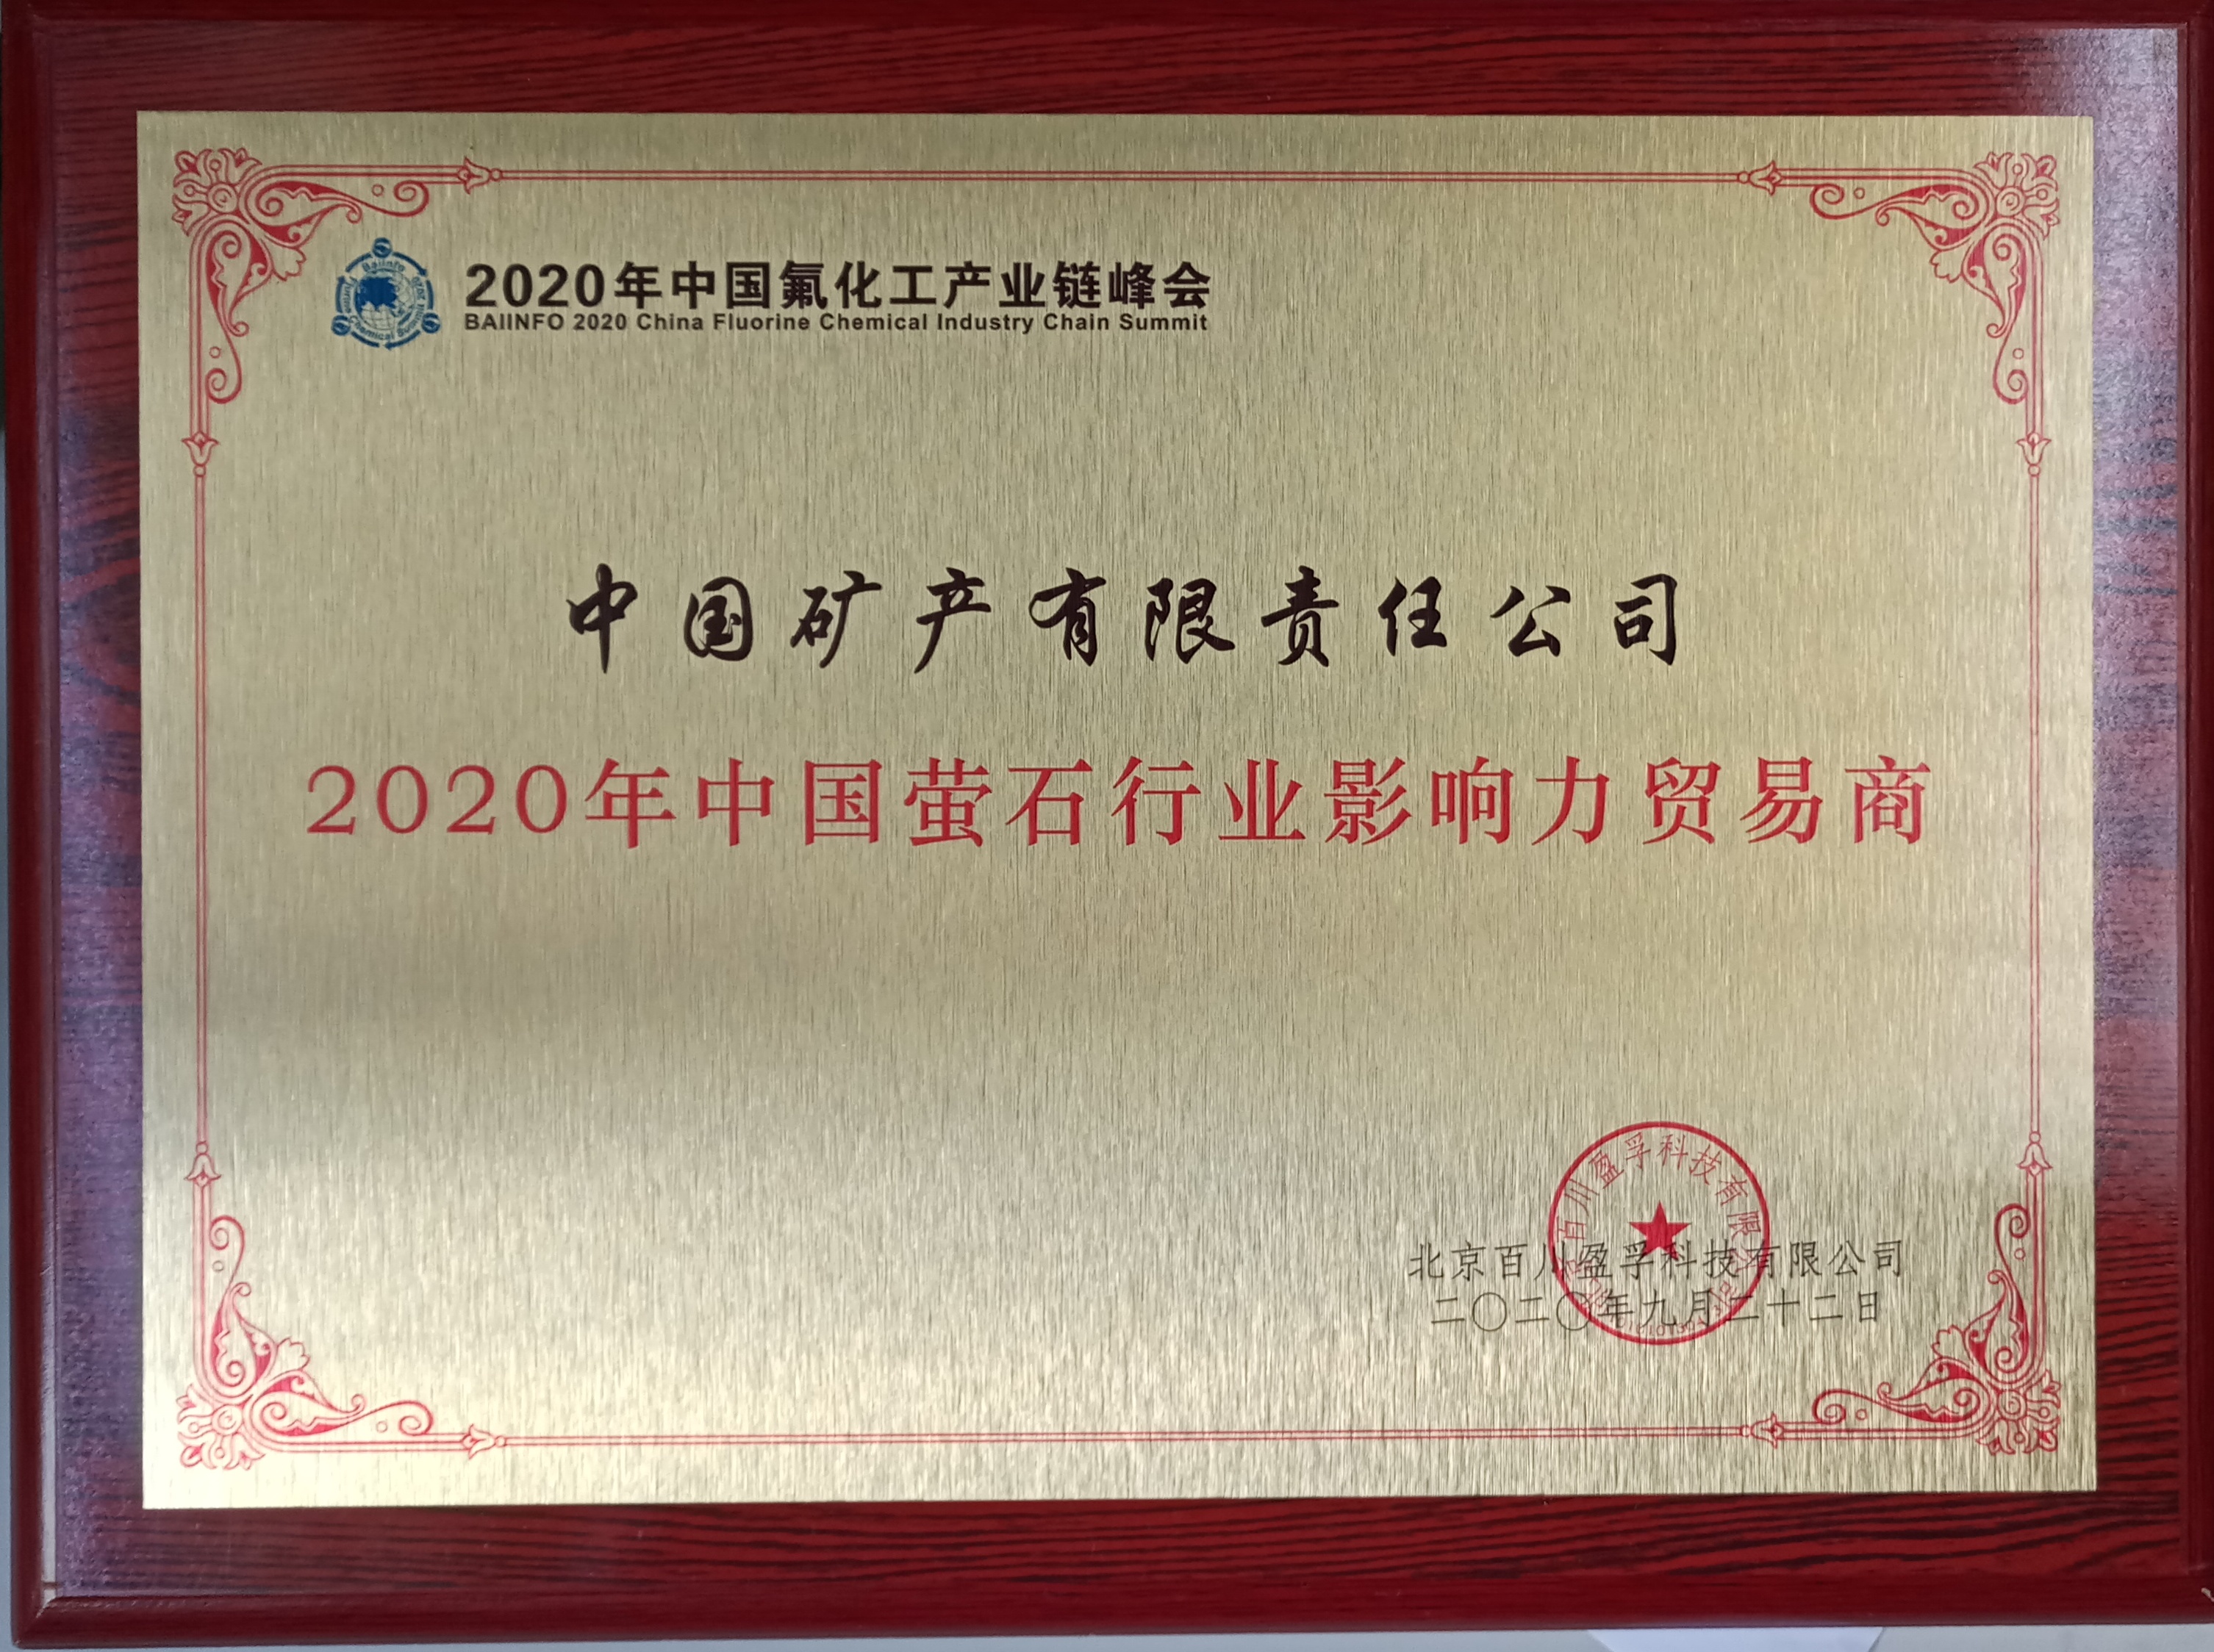 2020年中国氟化工产业链峰会
BAIINFO 2020 China Fluorine Chemical Industry Chain Summit
中国矿产有限责任公司
2020年中国萤石行业影响力贸易商
北京百川盈孚科技有限公司
二〇二〇年九月二十二日